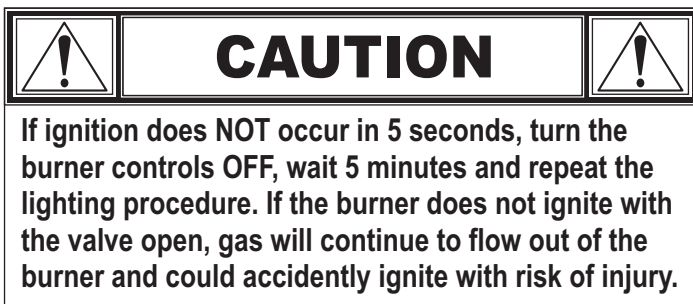 CAUTION
If ignition does NOT occur in 5 seconds, turn the
burner controls OFF, wait 5 minutes and repeat the
lighting procedure. If the burner does not ignite with
the valve open, gas will continue to flow out of the
burner and could accidently ignite with risk of injury.